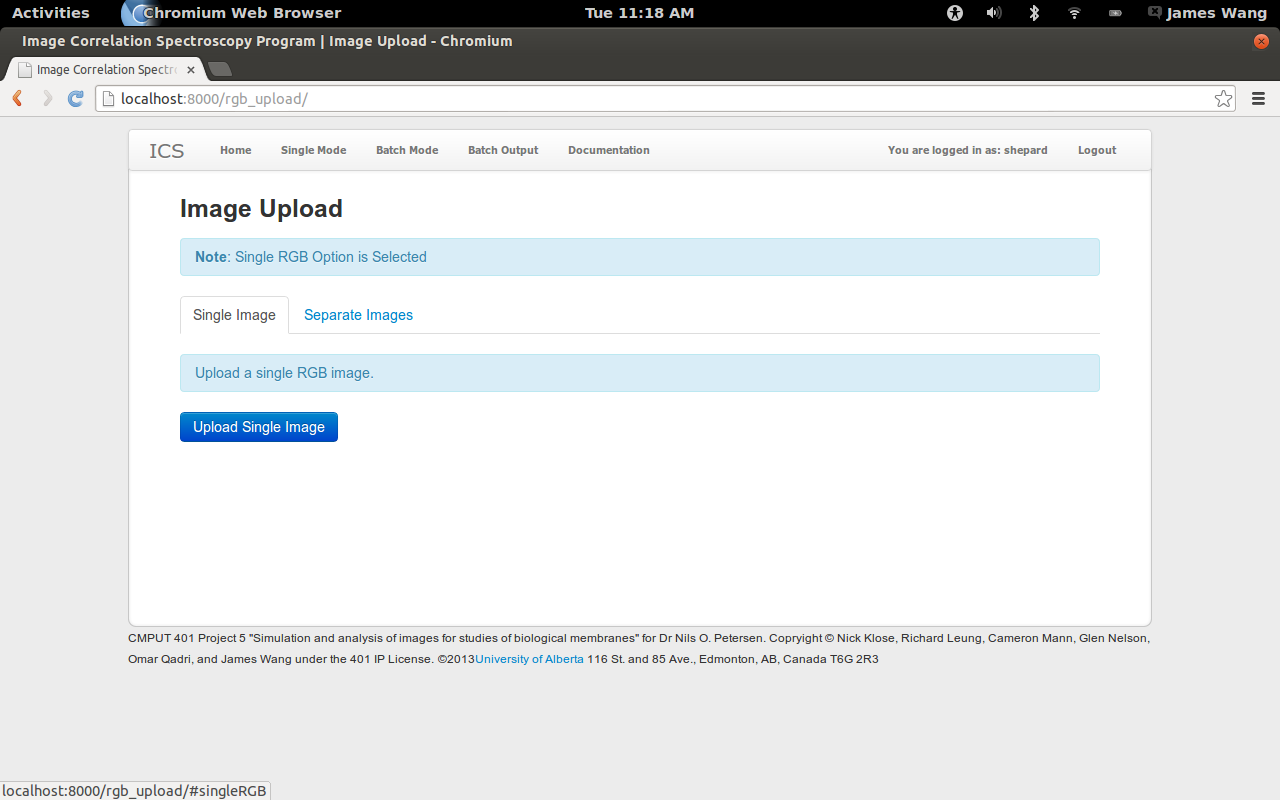 Activities Chromium Web Browser Tue 11:18 AM James Wang
Image Correlation Spectroscopy Program | Image Upload - Chromium
Image Correlation Spectr
localhost:8000/rgb_upload/
ICS Home Single Mode Batch Mode Batch Output Documentation You are logged in as: shepard Logout
Image Upload
Note: Single RGB Option is Selected
Single Image Separate Images
Upload a single RGB image.
Upload Single Image
CMPUT 401 Project 5 "Simulation and analysis of images for studies of biological membranes" for Dr Nils O. Petersen. Copryight © Nick Klose, Richard Leung, Cameron Mann, Glen Nelson,
Omar Qadri, and James Wang under the 401 IP License. ©2013University of Alberta 116 St. and 85 Ave., Edmonton, AB, Canada T6G 2R3
localhost:8000/rgb_upload/#singleRGB